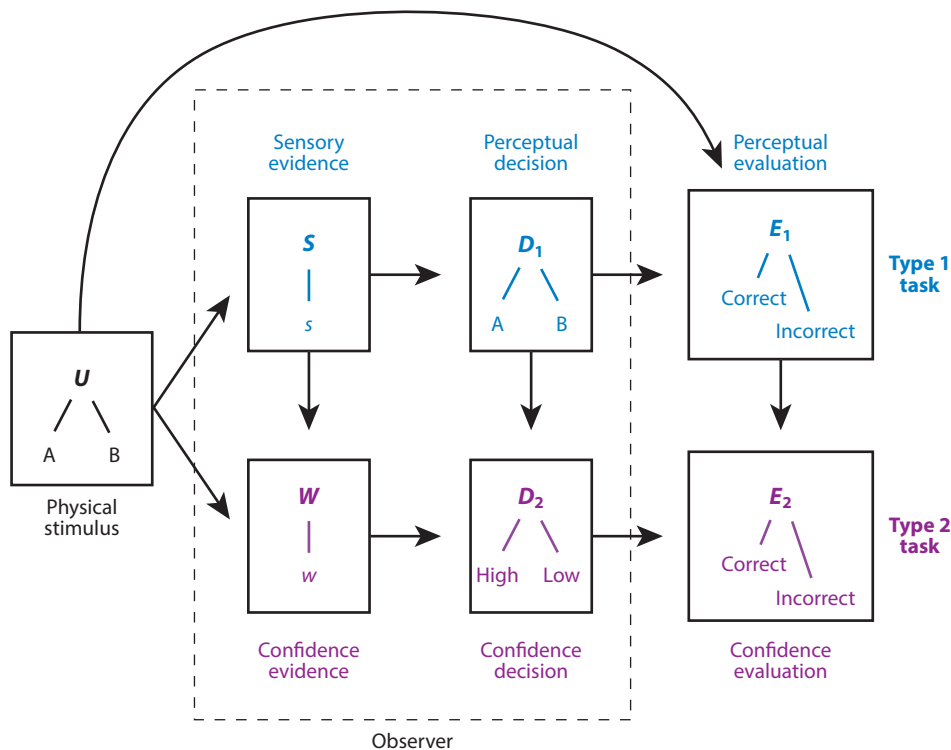 Sensory
evidence
Perceptual
decision
Perceptual
evaluation
S
s
D1
A B
E1
Correct
Incorrect
Type 1
task
U
A B
Physical
stimulus
W
w
D2
High Low
E2
Correct
Incorrect
Type 2
task
Confidence
evidence
Confidence
decision
Confidence
evaluation
Observer